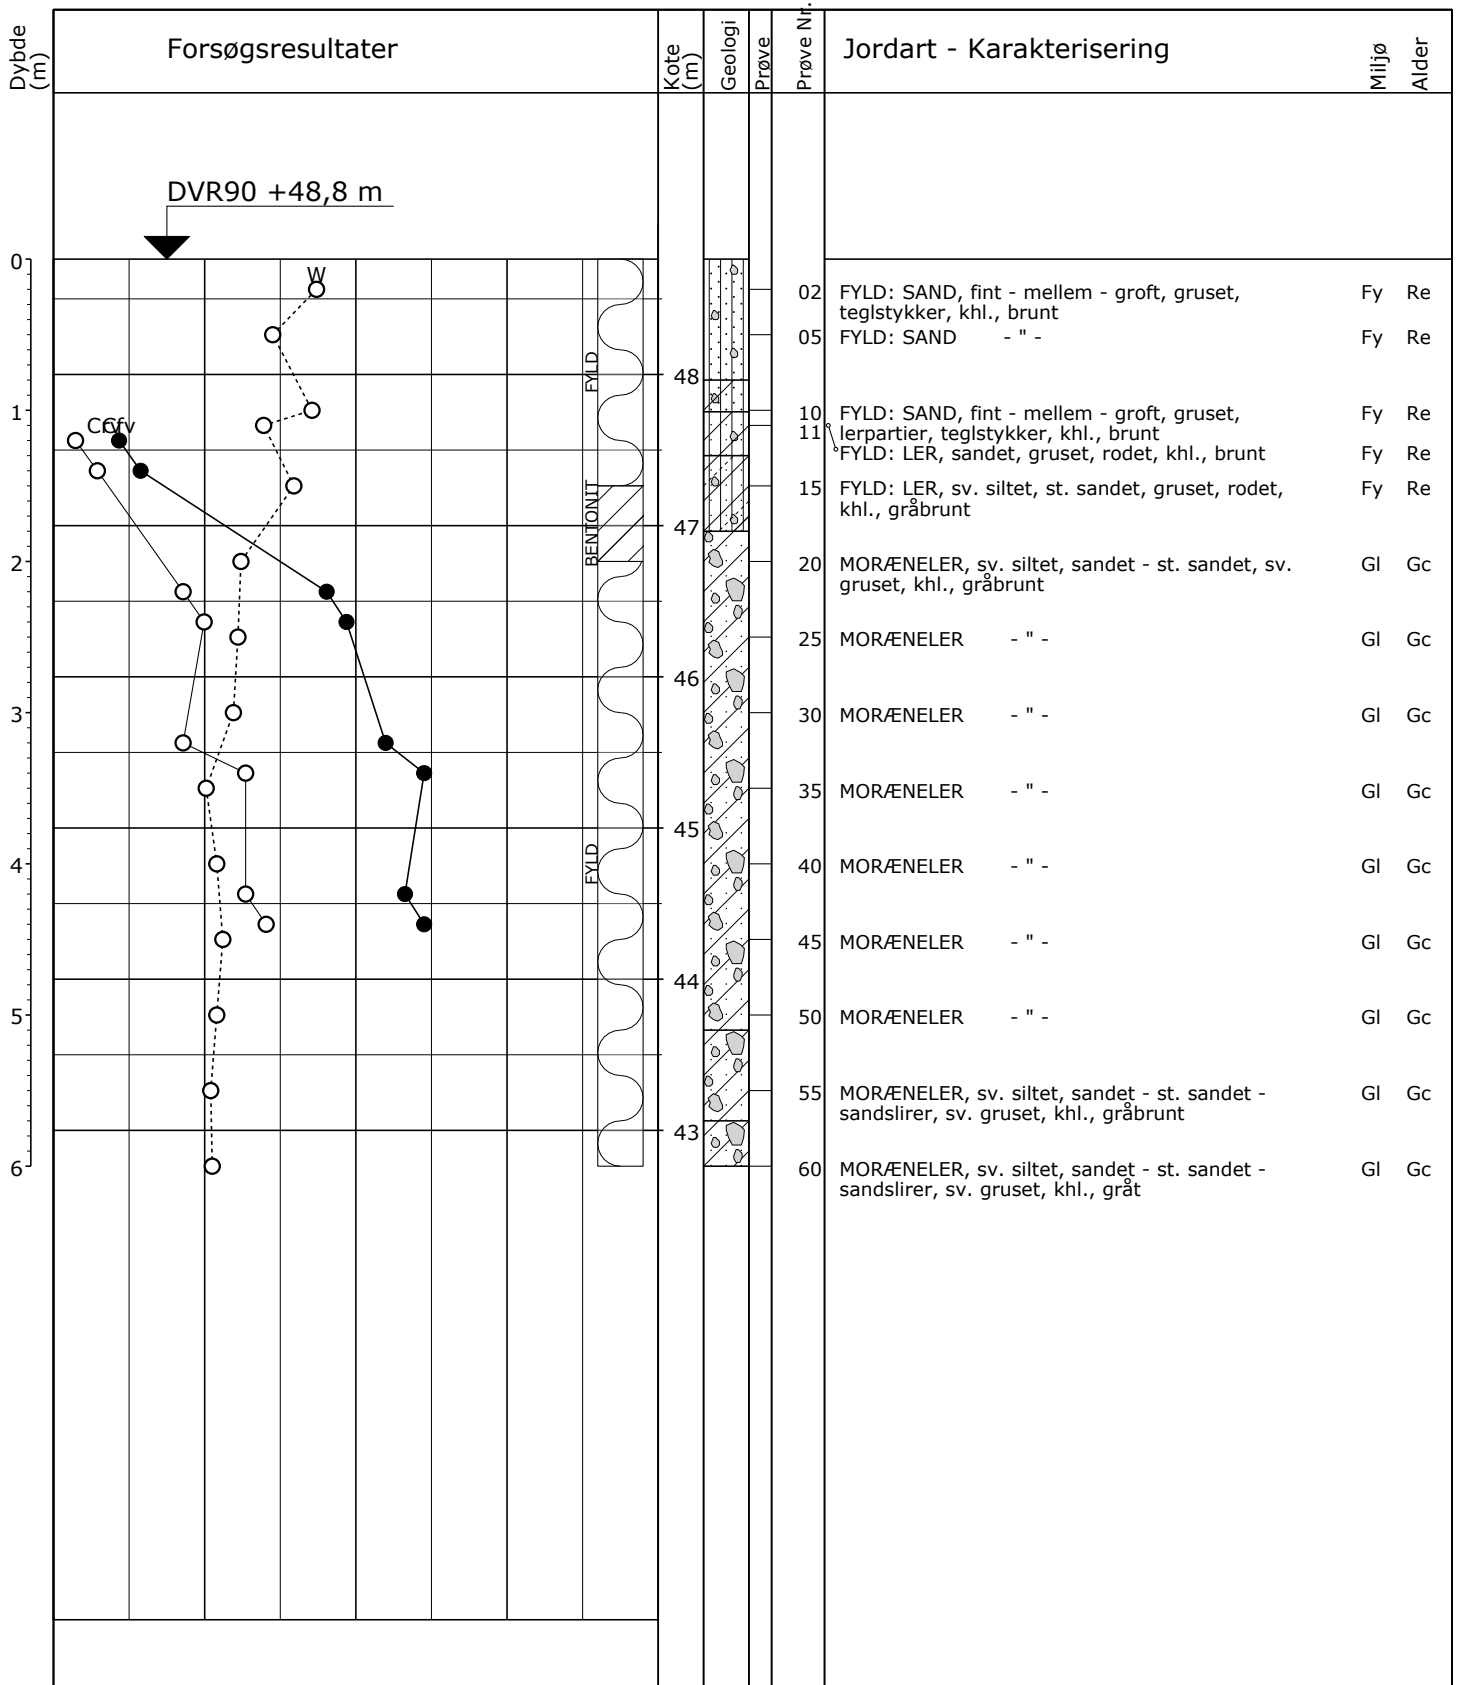 Dybde
(m)
Forsøgsresultater
Kote
(m)
Geologi
Prøve
Prøve Nr.
Jordart - Karakterisering
Miljø
Alder
DVR90 +48,8 m
0
W
02 FYLD: SAND, fint - mellem - groft, gruset, Fy Re
teglstykker, khl., brunt
05 FYLD: SAND - " - Fy Re
FYLD
48
1
10 FYLD: SAND, fint - mellem - groft, gruset, Fy Re
Cfv
11 lerpartier, teglstykker, khl., brunt
FYLD: LER, sandet, gruset, rodet, khl., brunt Fy Re
15 FYLD: LER, sv. siltet, st. sandet, gruset, rodet, Fy Re
khl., gråbrunt
BENTONIT
47
2
20 MORÆNELER, sv. siltet, sandet - st. sandet, sv. Gl Gc
gruset, khl., gråbrunt
25 MORÆNELER - " - Gl Gc
46
3
30 MORÆNELER - " - Gl Gc
35 MORÆNELER - " - Gl Gc
45
4
FYLD
40 MORÆNELER - " - Gl Gc
45 MORÆNELER - " - Gl Gc
44
5
50 MORÆNELER - " - Gl Gc
55 MORÆNELER, sv. siltet, sandet - st. sandet - Gl Gc
sandslirer, sv. gruset, khl., gråbrunt
43
6
60 MORÆNELER, sv. siltet, sandet - st. sandet - Gl Gc
sandslirer, sv. gruset, khl., gråt